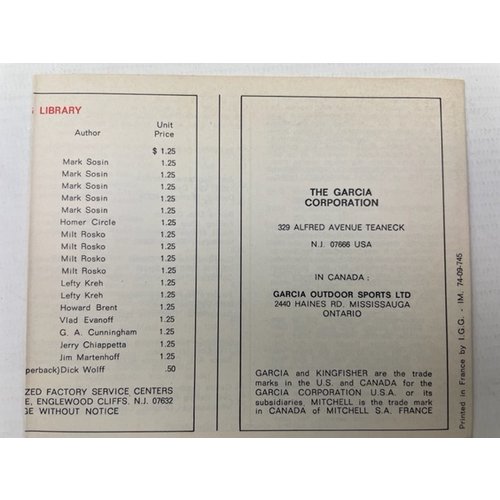 S LIBRARY
Author Unit Price
$ 1.25
Mark Sosin 1.25
Mark Sosin 1.25
Mark Sosin 1.25
Mark Sosin 1.25
Mark Sosin 1.25
Homer Circle 1.25
Milt Rosko 1.25
Milt Rosko 1.25
Milt Rosko 1.25
Milt Rosko 1.25
Lefty Kreh 1.25
Lefty Kreh 1.25
Howard Brent 1.25
Vlad Evanoff 1.25
G. A. Cunningham 1.25
Jerry Chiappetta 1.25
Jim Martenhoff 1.25
perback) Dick Wolff .50
ZED FACTORY SERVICE CENTERS
E, ENGLEWOOD CLIFFS. N.J. 07632
GE WITHOUT NOTICE
THE GARCIA
CORPORATION
329 ALFRED AVENUE TEANECK
N.J. 07666 USA
IN CANADA :
GARCIA OUTDOOR SPORTS LTD
2440 HAINES RD. MISSISSAUGA
ONTARIO
GARCIA and KINGFISHER are the trade
marks in the U.S. and CANADA for the
GARCIA CORPORATION U.S.A. or its
subsidiaries. MITCHELL is the trade mark
in CANADA of MITCHELL S.A. FRANCE
Printed in France by I.G.G. - IM. 74-09-745